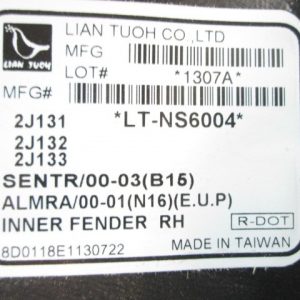 LIAN TUOH CO.,LTD
MFG
LOT# *1307A*
LIAN TUOH
MFG#
2J131 *LT-NS6004*
2J132
2J133
SENTR/00-03(B15)
ALMRA/00-01(N16)(E.U.P)
INNER FENDER RH R-DOT
8D0118E1130722 MADE IN TAIWAN